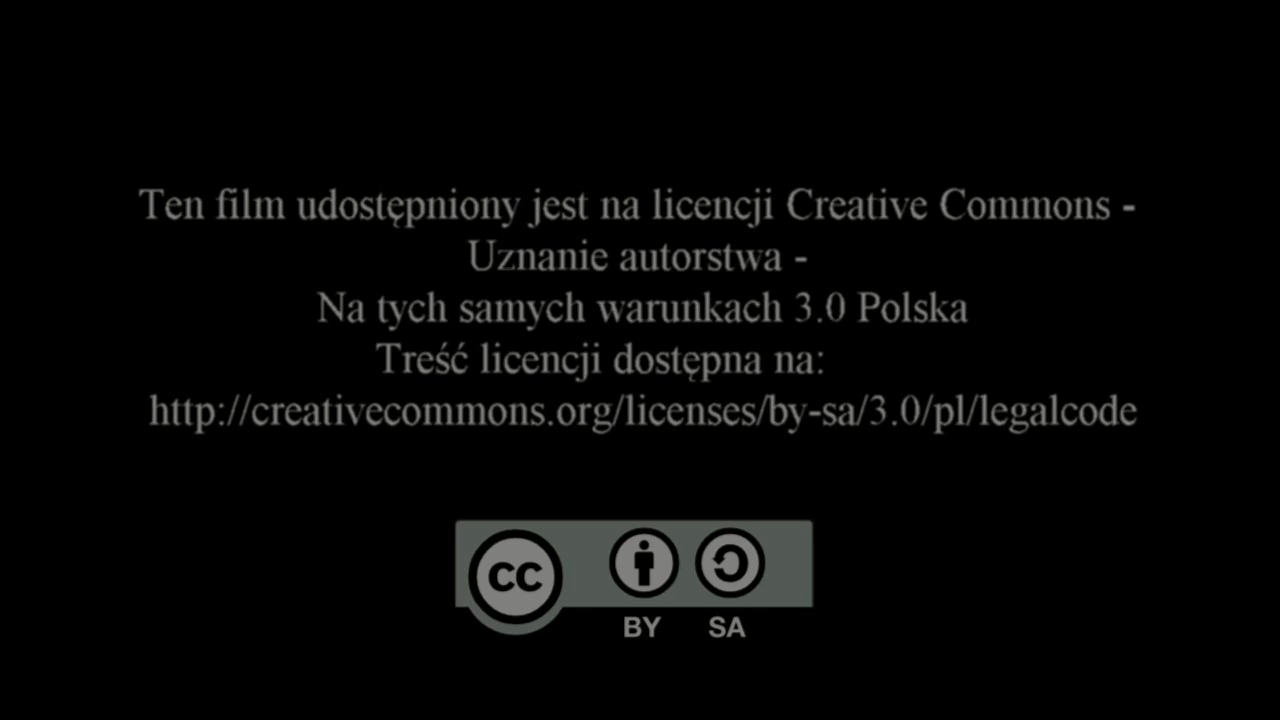 Ten film udostępniony jest na licencji Creative Commons -
Uznanie autorstwa -
Na tych samych warunkach 3.0 Polska
Treść licencji dostępna na:
http://creativecommons.org/licenses/by-sa/3.0/pl/legalcode
cc
BY SA